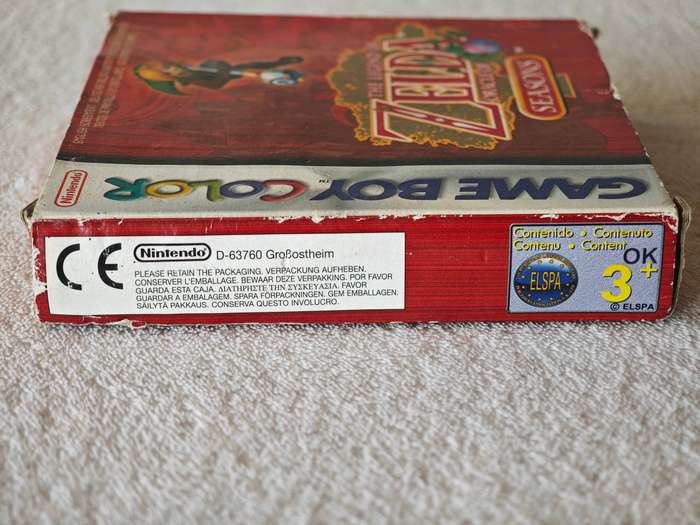 THE LEGEND OF
ZELDA
ORACLE OF
SEASONS
Nintendo
GAME BOY COLOR™
CE
Nintendo D-63760 Großostheim
PLEASE RETAIN THE PACKAGING. VERPACKUNG AUFHEBEN.
CONSERVER L'EMBALLAGE. BEWAAR DEZE VERPAKKING. POR FAVOR
GUARDA ESTA CAJA. ΔΙΑΤΗΡΗΣΤΕ ΤΗΝ ΣΥΣΚΕΥΑΣΙΑ. FAVOR
GUARDAR A EMBALAGEM. SPARA FÖRPACKNINGEN. GEM EMBALLAGEN.
SÄILYTÄ PAKKAUS. CONSERVA QUESTO INVOLUCRO.
Contenido • Contenuto
Contenu • Content
ELSPA
OK
3+
© ELSPA